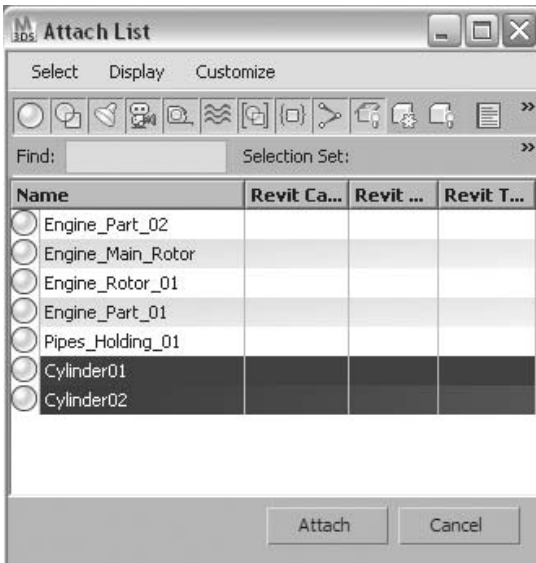 M
3DS Attach List
Select Display Customize
»
Find: Selection Set: »
Name Revit Ca... Revit ... Revit T...
Engine_Part_02
Engine_Main_Rotor
Engine_Rotor_01
Engine_Part_01
Pipes_Holding_01
Cylinder01
Cylinder02
Attach Cancel